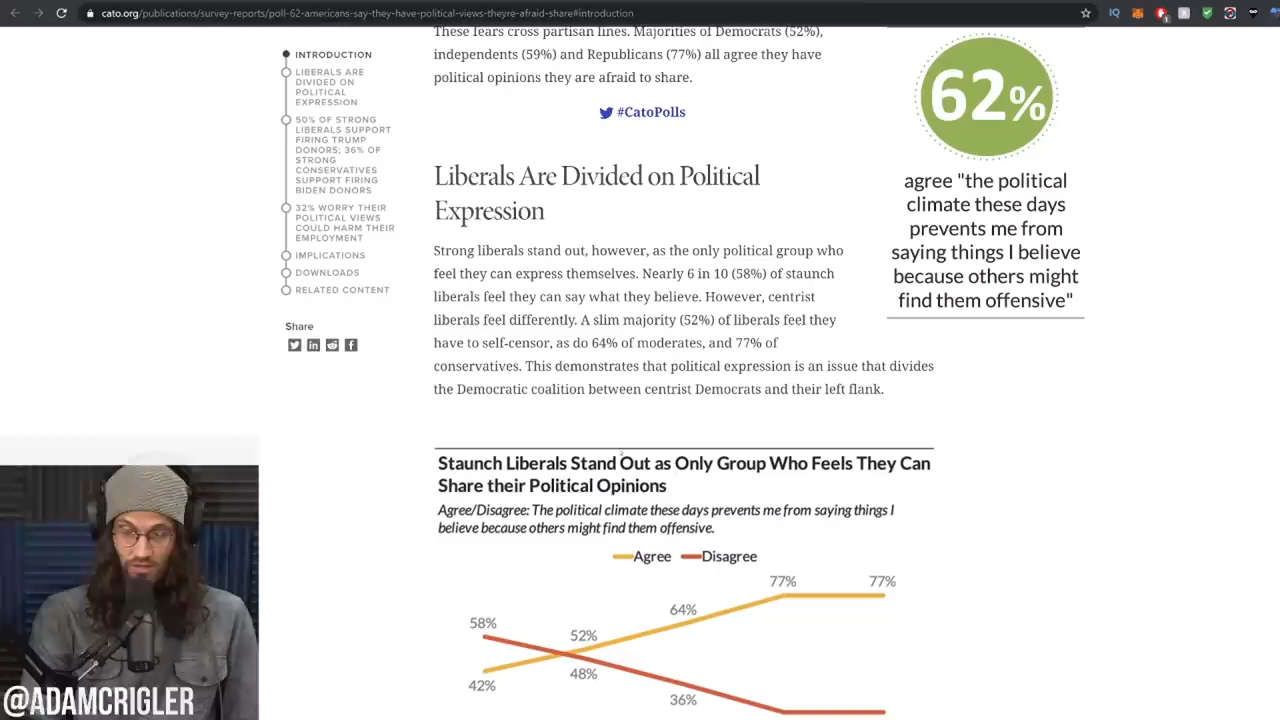 cato.org/publications/survey-reports/poll-62-americans-say-they-have-political-views-theyre-afraid-share#introduction
INTRODUCTION
LIBERALS ARE
DIVIDED ON
POLITICAL
EXPRESSION
50% OF STRONG
LIBERALS SUPPORT
FIRING TRUMP
DONORS; 36% OF
STRONG
CONSERVATIVES
SUPPORT FIRING
BIDEN DONORS
32% WORRY THEIR
POLITICAL VIEWS
COULD HARM THEIR
EMPLOYMENT
IMPLICATIONS
DOWNLOADS
RELATED CONTENT
Share
These fears cross partisan lines. Majorities of Democrats (52%),
independents (59%) and Republicans (77%) all agree they have
political opinions they are afraid to share.
#CatoPolls
Liberals Are Divided on Political
Expression
Strong liberals stand out, however, as the only political group who
feel they can express themselves. Nearly 6 in 10 (58%) of staunch
liberals feel they can say what they believe. However, centrist
liberals feel differently. A slim majority (52%) of liberals feel they
have to self-censor, as do 64% of moderates, and 77% of
conservatives. This demonstrates that political expression is an issue that divides
the Democratic coalition between centrist Democrats and their left flank.
62%
agree "the political
climate these days
prevents me from
saying things I believe
because others might
find them offensive"
Staunch Liberals Stand Out as Only Group Who Feels They Can
Share their Political Opinions
Agree/Disagree: The political climate these days prevents me from saying things I
believe because others might find them offensive.
Agree Disagree
77% 77%
64%
58%
52%
48%
42%
36%
@ADAMCRIGLER